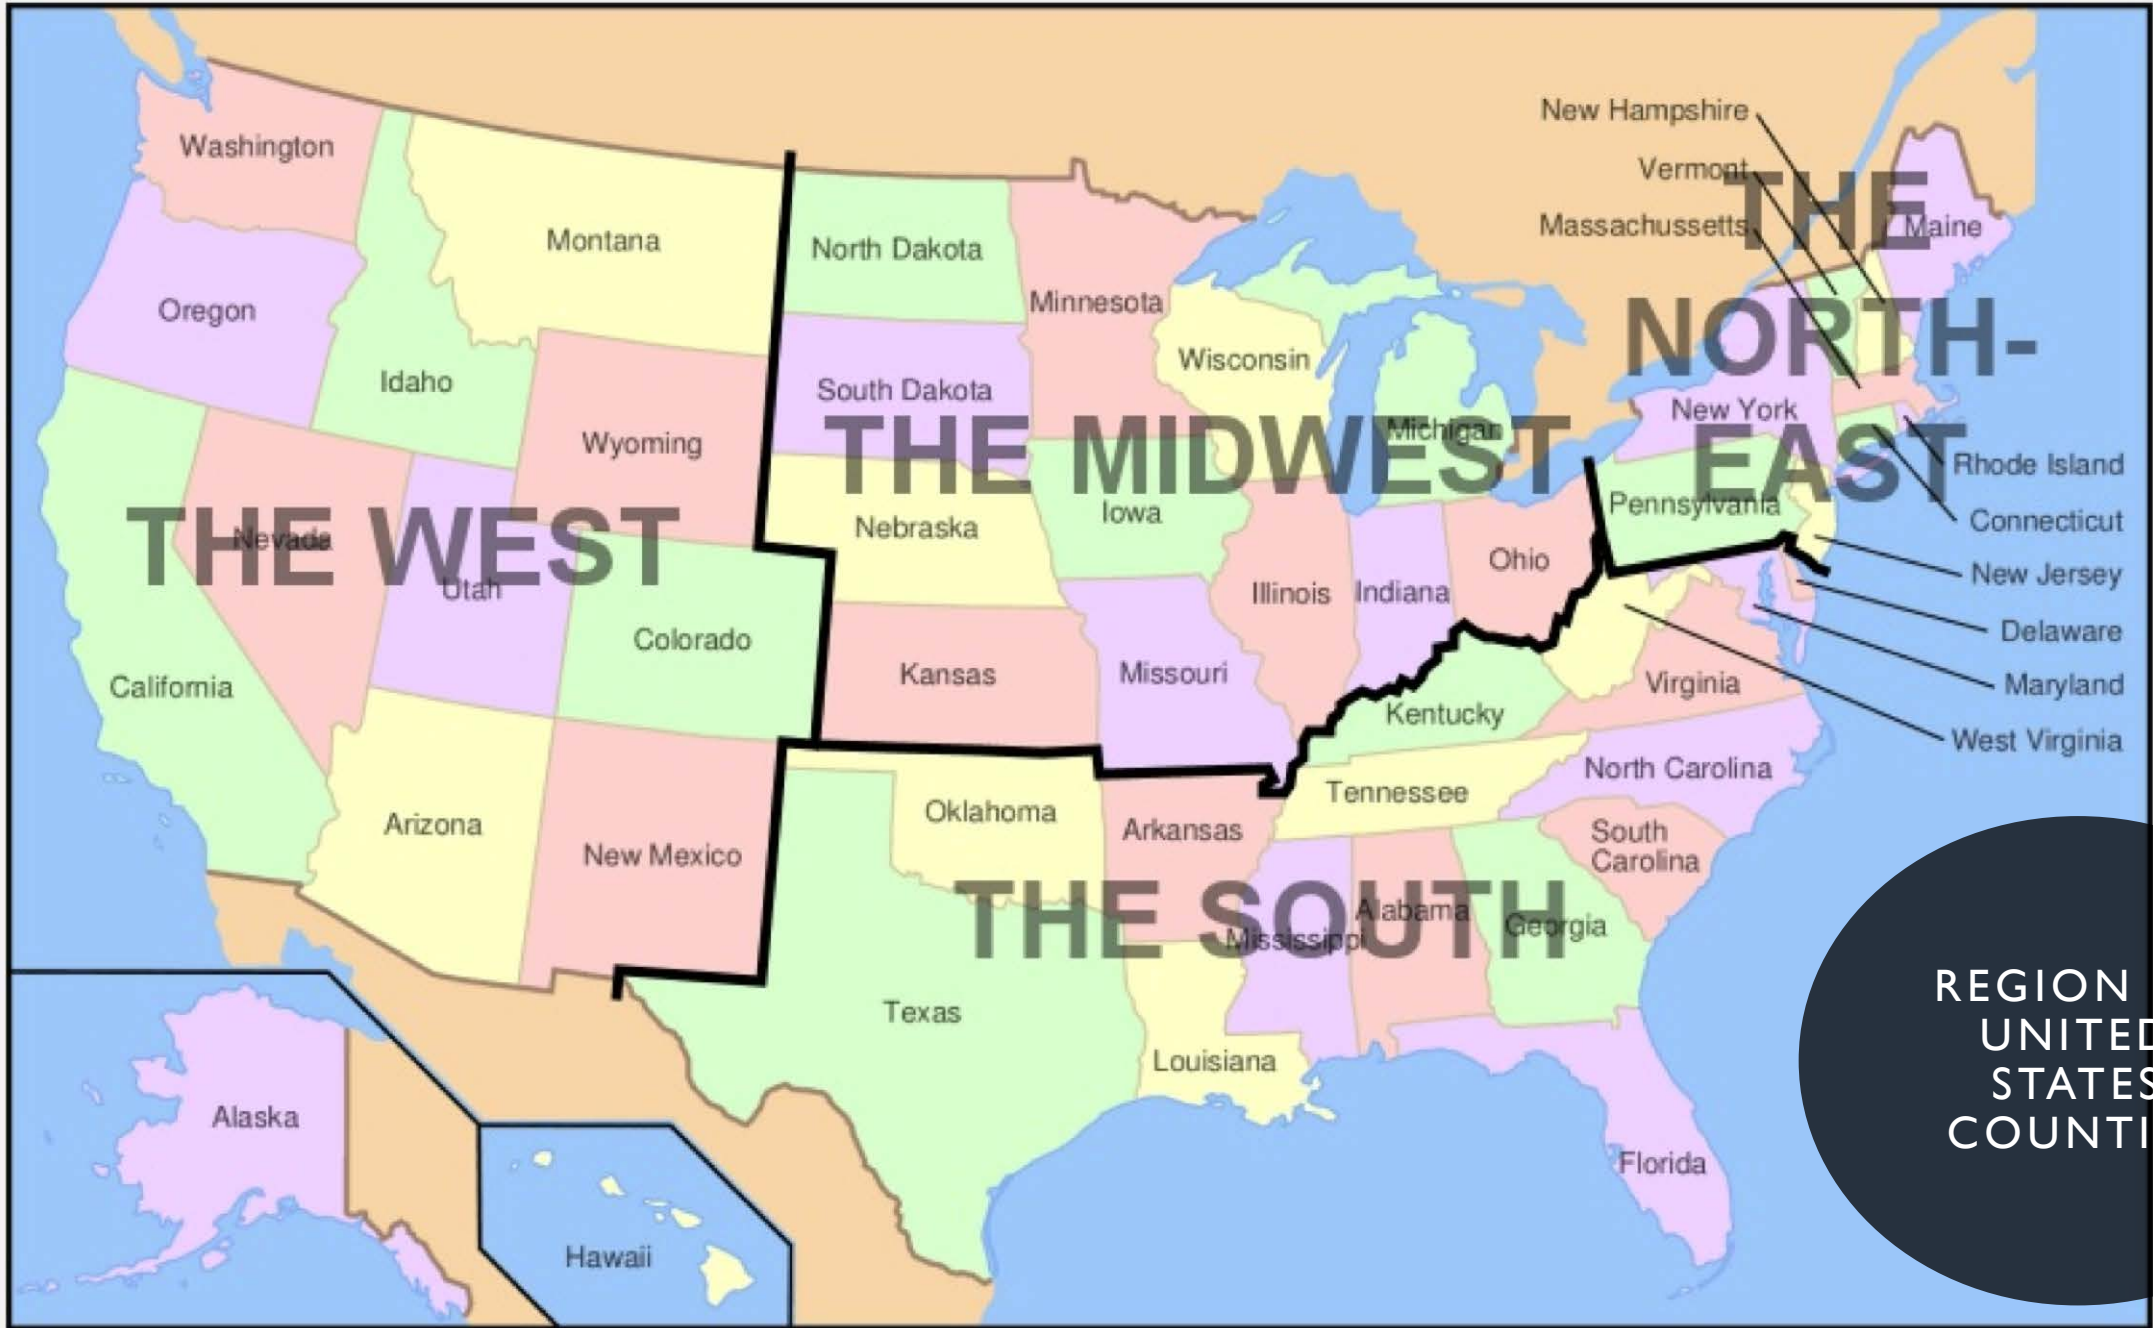 New Hampshire
Vermont
Massachussetts
THE
Maine
Washington
Montana
North Dakota
Minnesota
Oregon
Idaho
Wisconsin
NORTH-
South Dakota
Michigan
New York
Wyoming
THE MIDWEST
EAST
Rhode Island
Nebraska
Iowa
Pennsylvania
Connecticut
THE WEST
Nevada
Utah
Ohio
Illinois
Indiana
New Jersey
Colorado
Delaware
California
Kansas
Missouri
Kentucky
Virginia
Maryland
West Virginia
North Carolina
Arizona
New Mexico
Oklahoma
Arkansas
Tennessee
South
Carolina
THE SOUTH
Alabama
Mississippi
Georgia
Texas
Louisiana
Florida
Alaska
Hawaii
REGION
UNITED
STATES
COUNTI